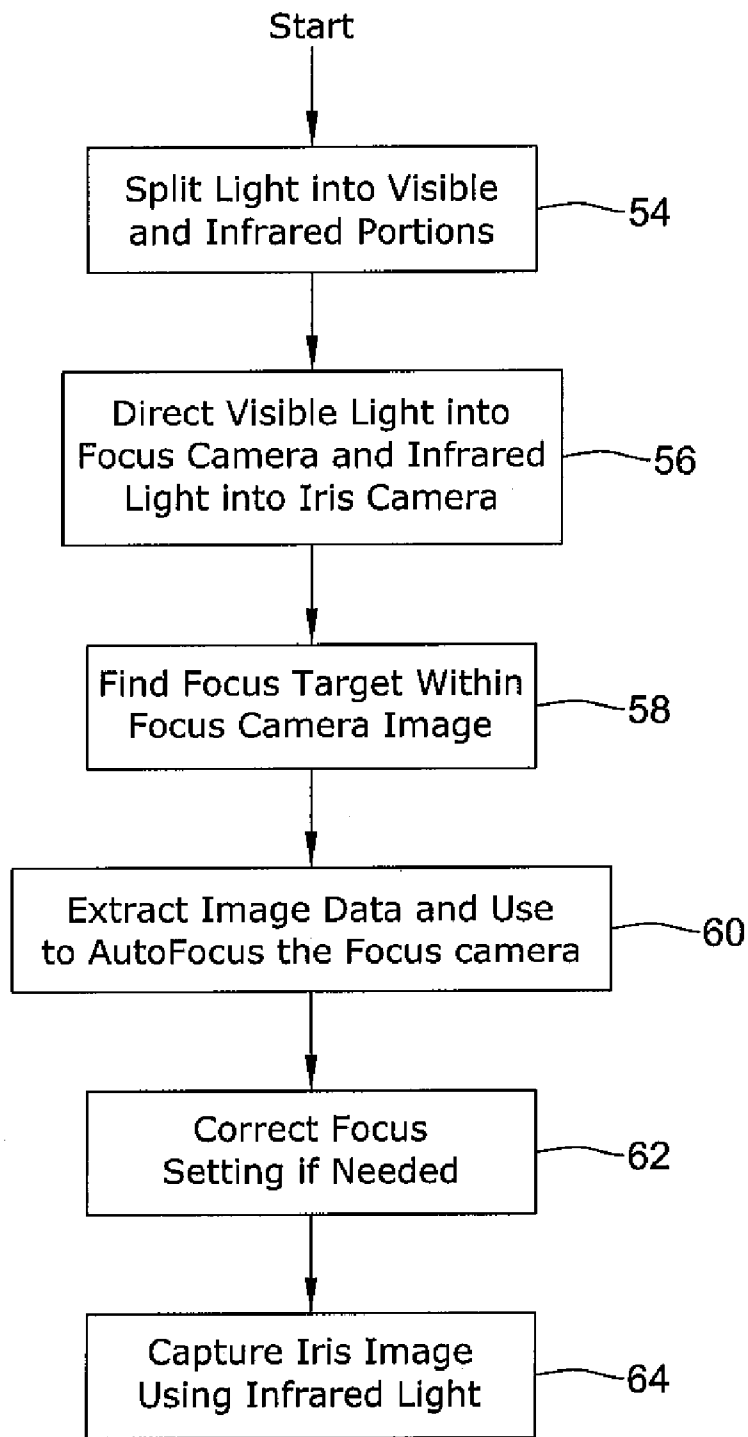 Start
Split Light into Visible
and Infrared Portions
54
Direct Visible Light into
Focus Camera and Infrared
Light into Iris Camera
56
Find Focus Target Within
Focus Camera Image
58
Extract Image Data and Use
to AutoFocus the Focus camera
60
Correct Focus
Setting if Needed
62
Capture Iris Image
Using Infrared Light
64